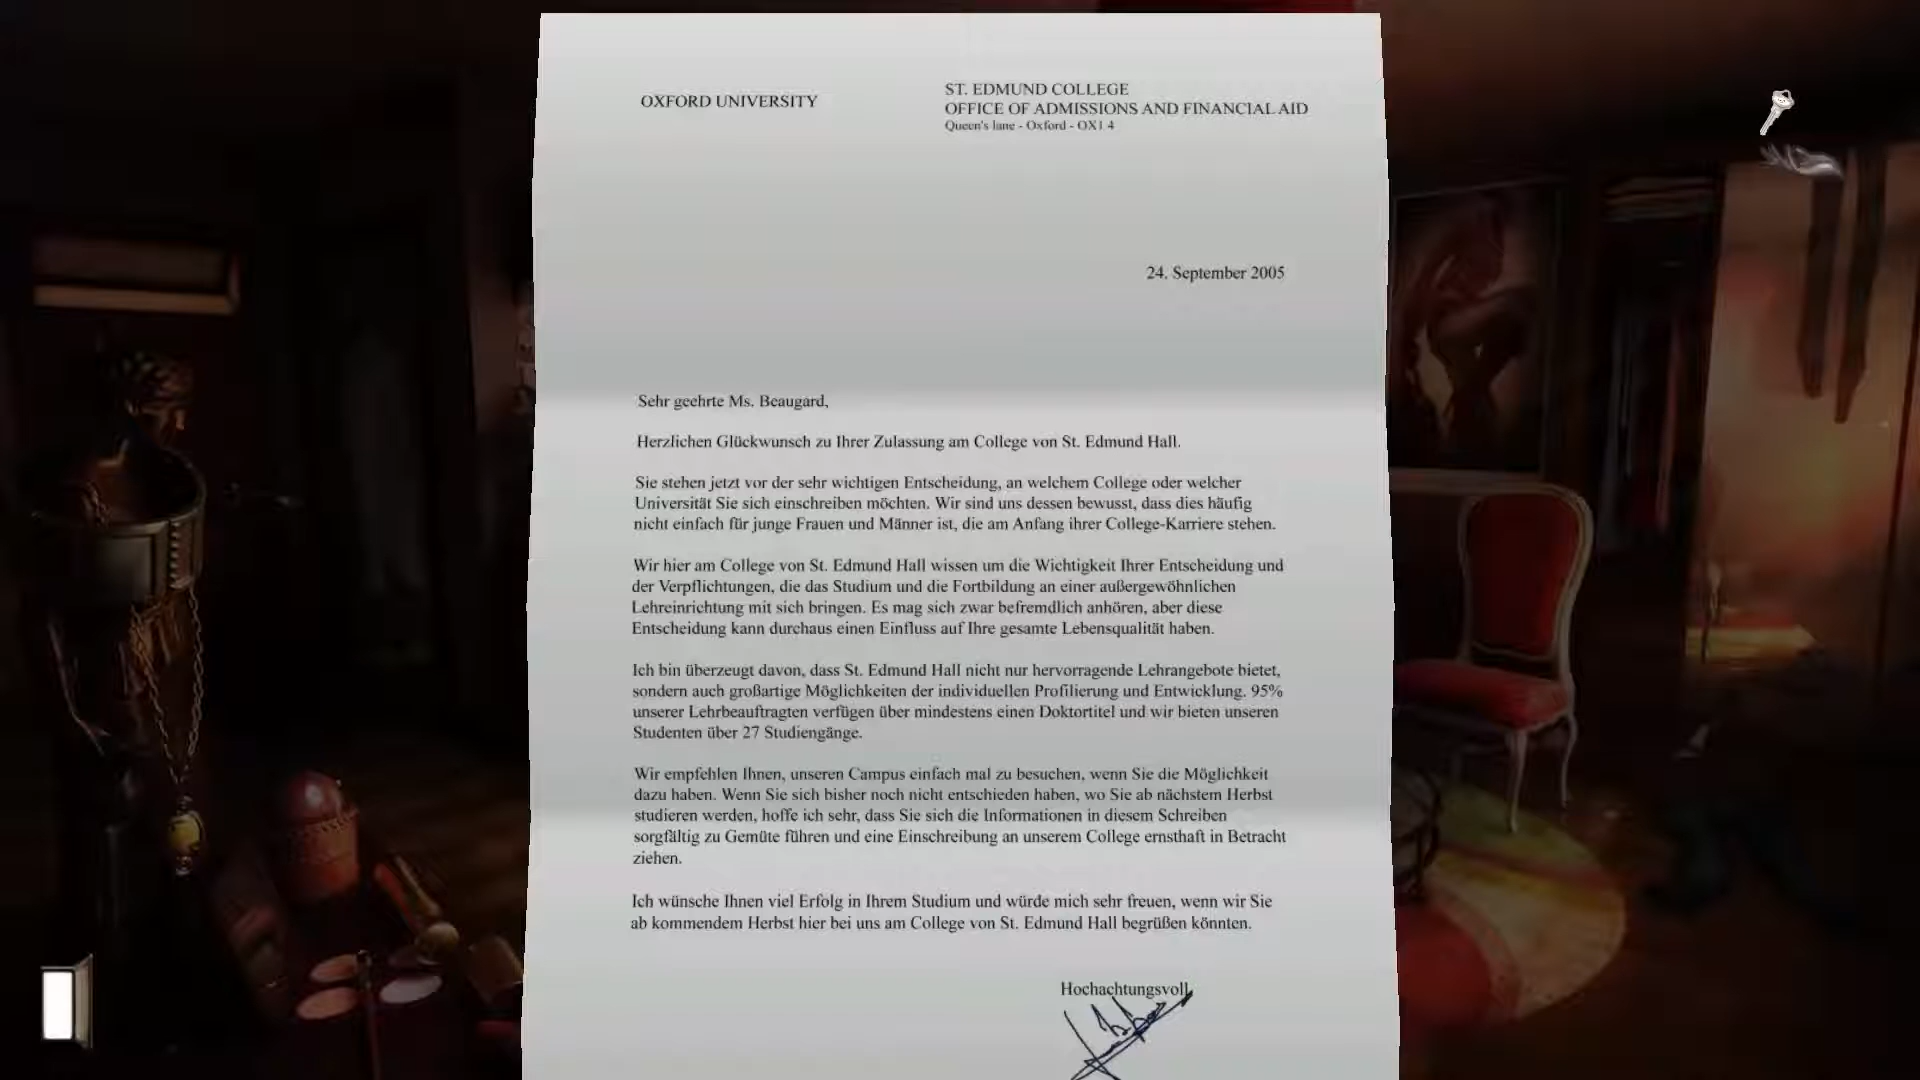 OXFORD UNIVERSITY
ST. EDMUND COLLEGE
OFFICE OF ADMISSIONS AND FINANCIAL AID
Queen's lane - Oxford - OX1 4
24. September 2005
Sehr geehrte Ms. Beaugard,
Herzlichen Glückwunsch zu Ihrer Zulassung am College von St. Edmund Hall.
Sie stehen jetzt vor der sehr wichtigen Entscheidung, an welchem College oder welcher
Universität Sie sich einschreiben möchten. Wir sind uns dessen bewusst, dass dies häufig
nicht einfach für junge Frauen und Männer ist, die am Anfang ihrer College-Karriere stehen.
Wir hier am College von St. Edmund Hall wissen um die Wichtigkeit Ihrer Entscheidung und
der Verpflichtungen, die das Studium und die Fortbildung an einer außergewöhnlichen
Lehreinrichtung mit sich bringen. Es mag sich zwar befremdlich anhören, aber diese
Entscheidung kann durchaus einen Einfluss auf Ihre gesamte Lebensqualität haben.
Ich bin überzeugt davon, dass St. Edmund Hall nicht nur hervorragende Lehrangebote bietet,
sondern auch großartige Möglichkeiten der individuellen Profilierung und Entwicklung. 95%
unserer Lehrbeauftragten verfügen über mindestens einen Doktortitel und wir bieten unseren
Studenten über 27 Studiengänge.
Wir empfehlen Ihnen, unseren Campus einfach mal zu besuchen, wenn Sie die Möglichkeit
dazu haben. Wenn Sie sich bisher noch nicht entschieden haben, wo Sie ab nächstem Herbst
studieren werden, hoffe ich sehr, dass Sie sich die Informationen in diesem Schreiben
sorgfältig zu Gemüte führen und eine Einschreibung an unserem College ernsthaft in Betracht
ziehen.
Ich wünsche Ihnen viel Erfolg in Ihrem Studium und würde mich sehr freuen, wenn wir Sie
ab kommendem Herbst hier bei uns am College von St. Edmund Hall begrüßen könnten.
Hochachtungsvoll,